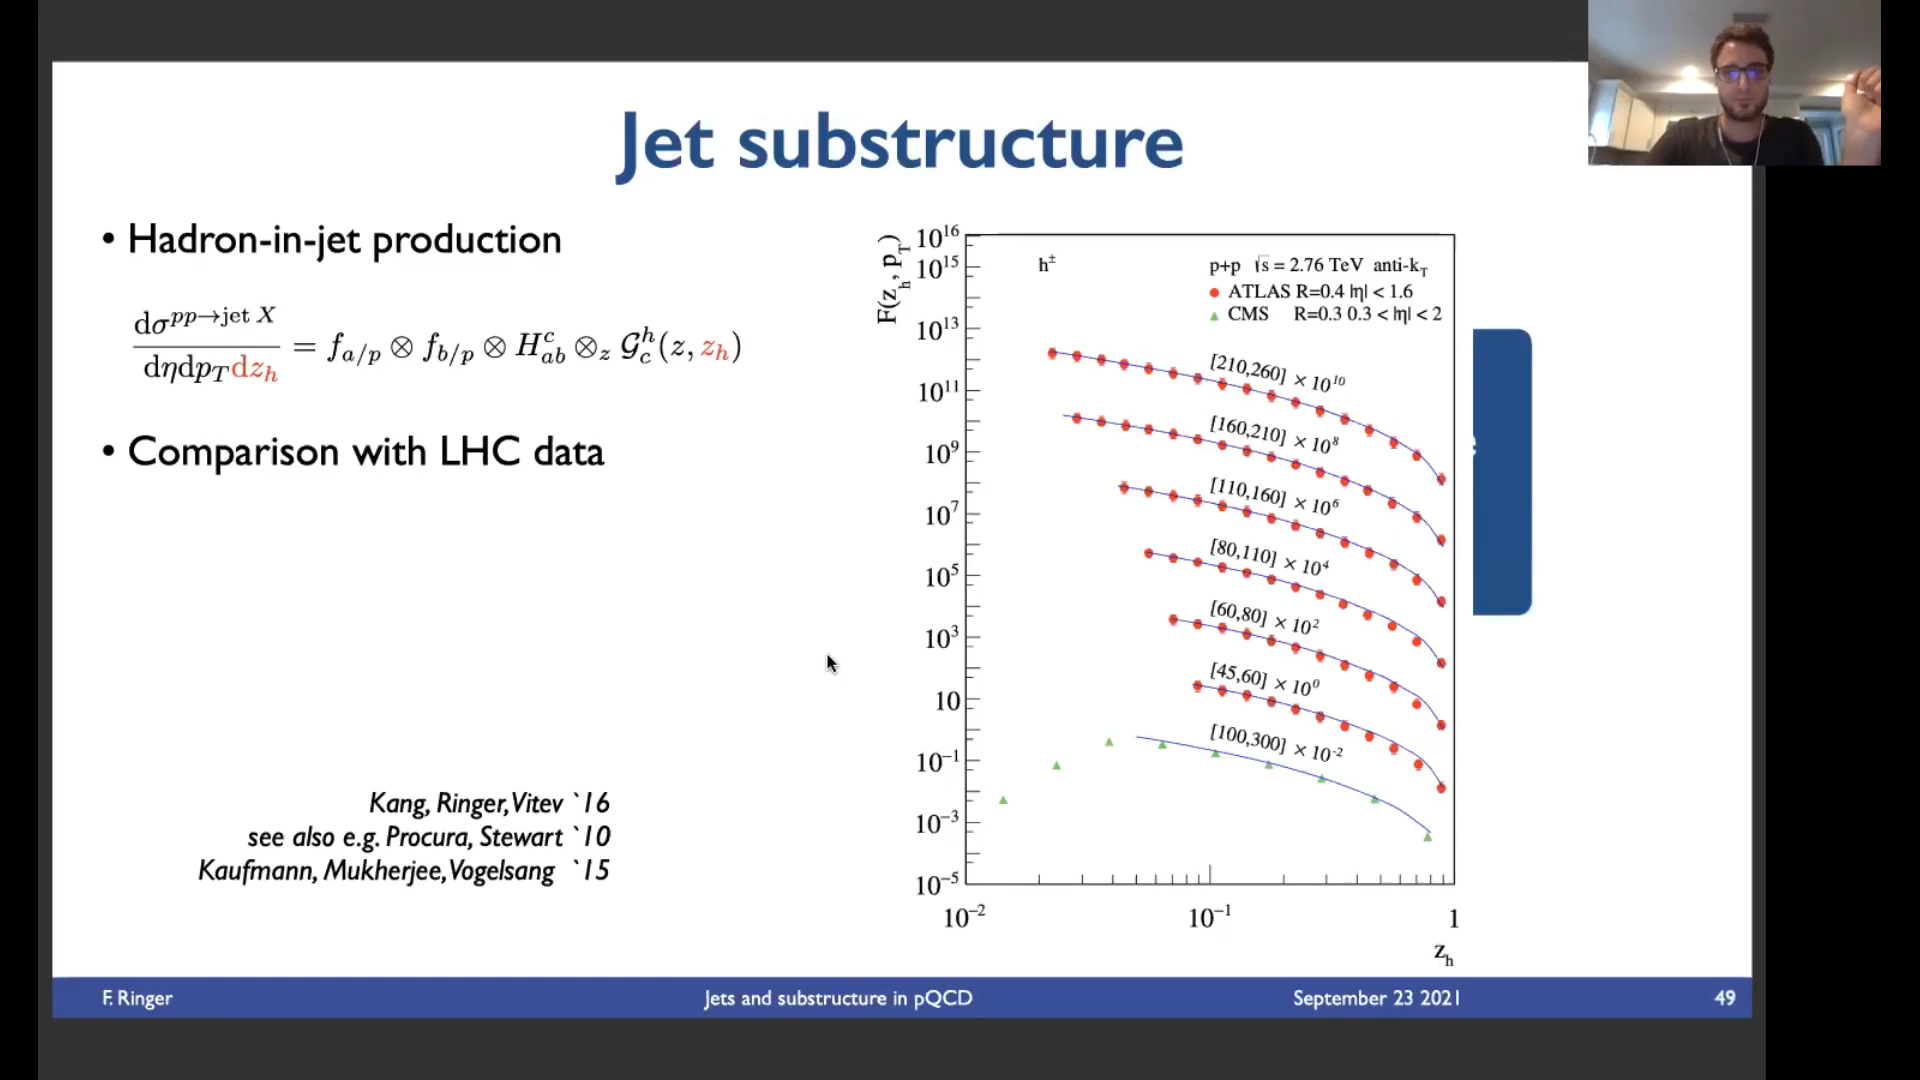 Jet substructure
• Hadron-in-jet production
dσ^{pp→jet X} / dηdp_T dz_h = f_{a/p} ⊗ f_{b/p} ⊗ H^c_{ab} ⊗_z 𝒢^h_c(z, z_h)
• Comparison with LHC data
Kang, Ringer, Vitev `16
see also e.g. Procura, Stewart `10
Kaufmann, Mukherjee, Vogelsang `15
F(z_h, p_T)
10^16
10^15
10^13
10^11
10^9
10^7
10^5
10^3
10
10^−1
10^−3
10^−5
h^±
p+p √s = 2.76 TeV anti-k_T
ATLAS R=0.4 |η| < 1.6
CMS R=0.3 0.3 < |η| < 2
[210,260] × 10^10
[160,210] × 10^8
[110,160] × 10^6
[80,110] × 10^4
[60,80] × 10^2
[45,60] × 10^0
[100,300] × 10^-2
10^−2
10^−1
1
z_h
F. Ringer
Jets and substructure in pQCD
September 23 2021
49